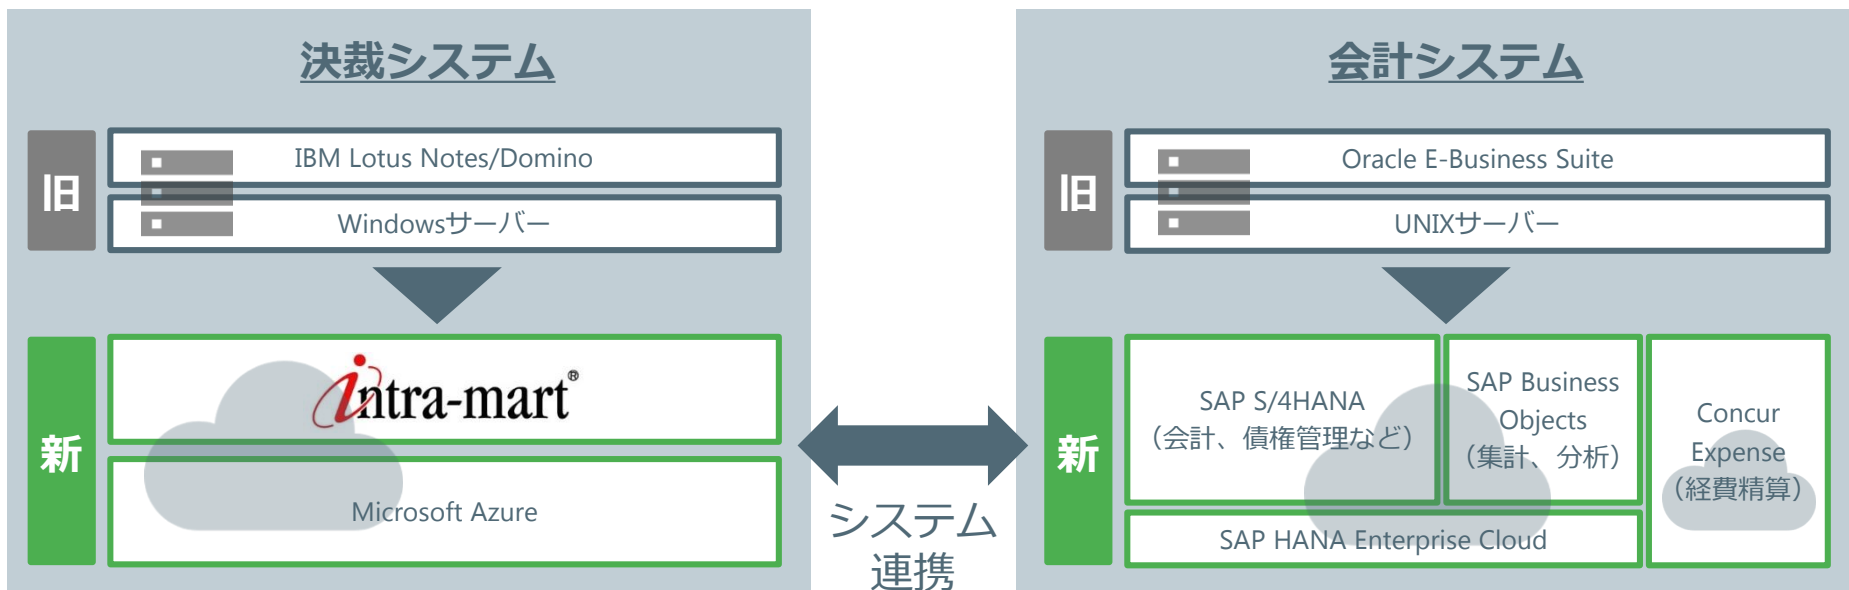 決裁システム
旧
IBM Lotus Notes/Domino
Windowsサーバー
新
intra-mart®
Microsoft Azure
システム
連携
会計システム
旧
Oracle E-Business Suite
UNIXサーバー
新
SAP S/4HANA
（会計、債権管理など）
SAP Business
Objects
（集計、分析）
Concur
Expense
（経費精算）
SAP HANA Enterprise Cloud